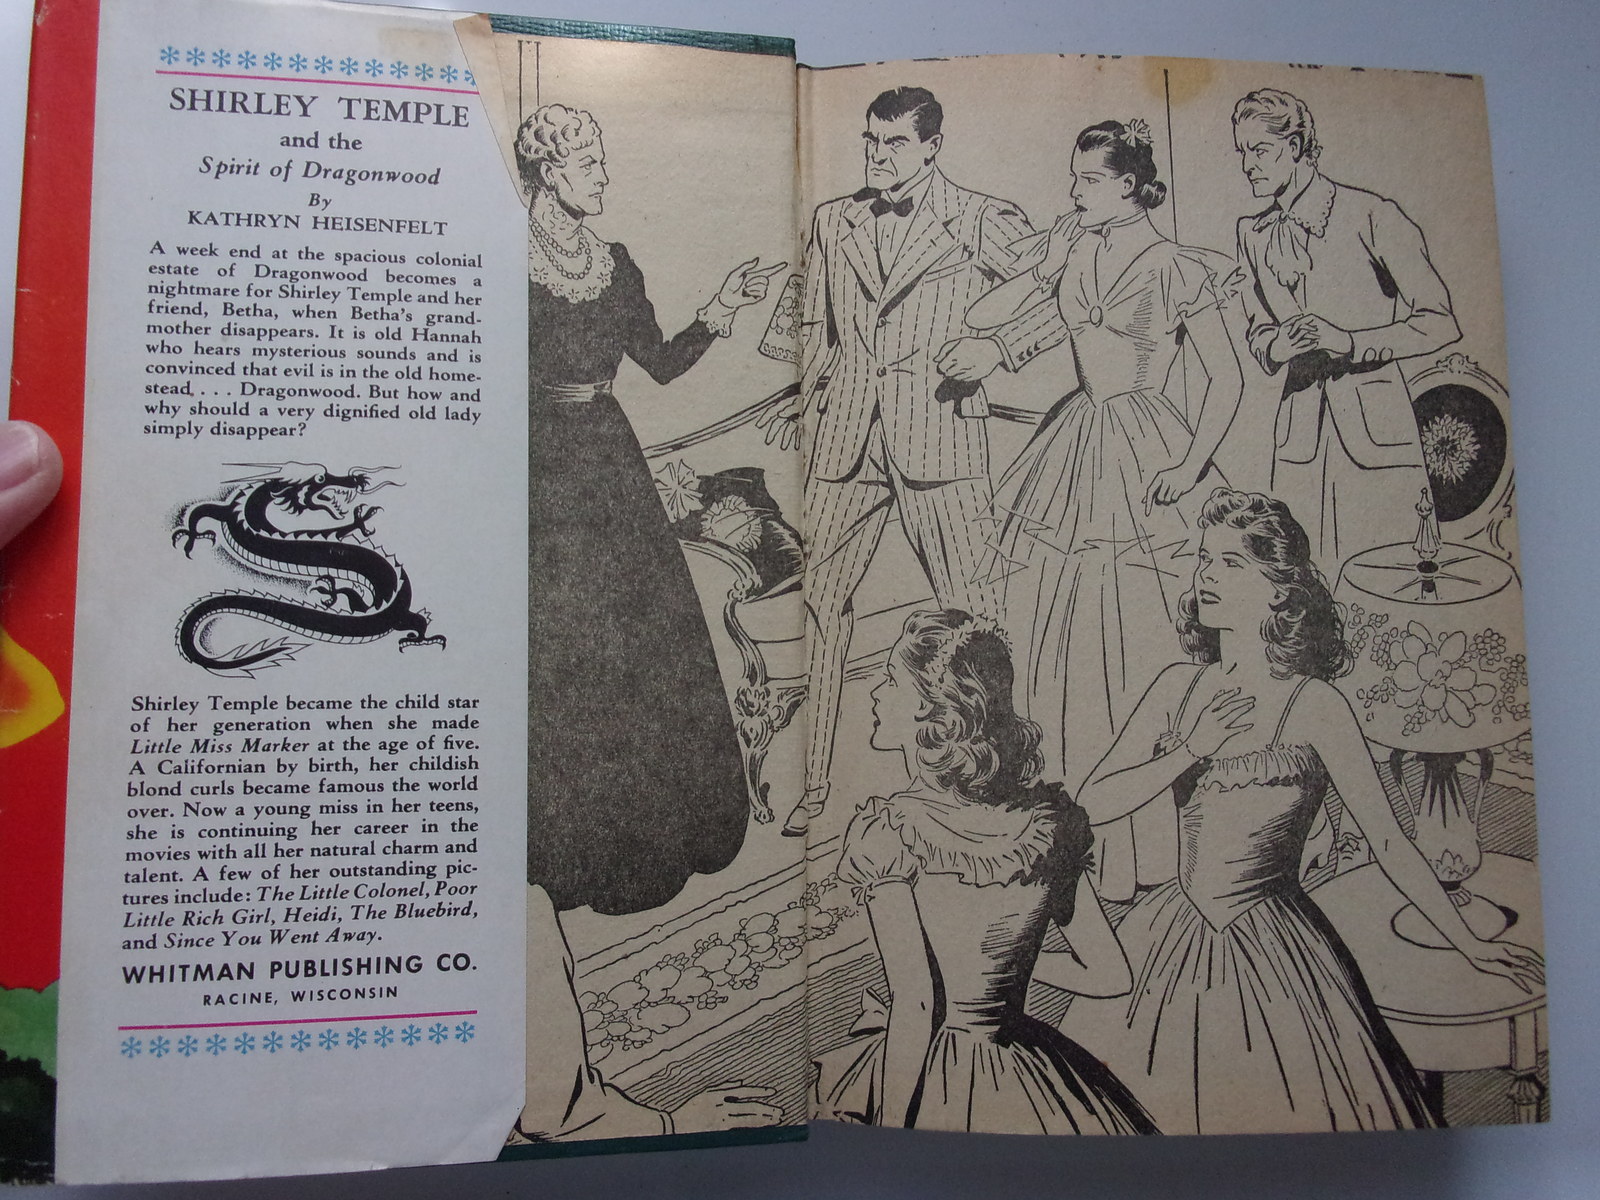 SHIRLEY TEMPLE
and the
Spirit of Dragonwood
By
KATHRYN HEISENFELT
A week end at the spacious colonial
estate of Dragonwood becomes a
nightmare for Shirley Temple and her
friend, Betha, when Betha's grand-
mother disappears. It is old Hannah
who hears mysterious sounds and is
convinced that evil is in the old home-
stead. . . . Dragonwood. But how and
why should a very dignified old lady
simply disappear?
Shirley Temple became the child star
of her generation when she made
Little Miss Marker at the age of five.
A Californian by birth, her childish
blond curls became famous the world
over. Now a young miss in her teens,
she is continuing her career in the
movies with all her natural charm and
talent. A few of her outstanding pic-
tures include: The Little Colonel, Poor
Little Rich Girl, Heidi, The Bluebird,
and Since You Went Away.
WHITMAN PUBLISHING CO.
RACINE, WISCONSIN